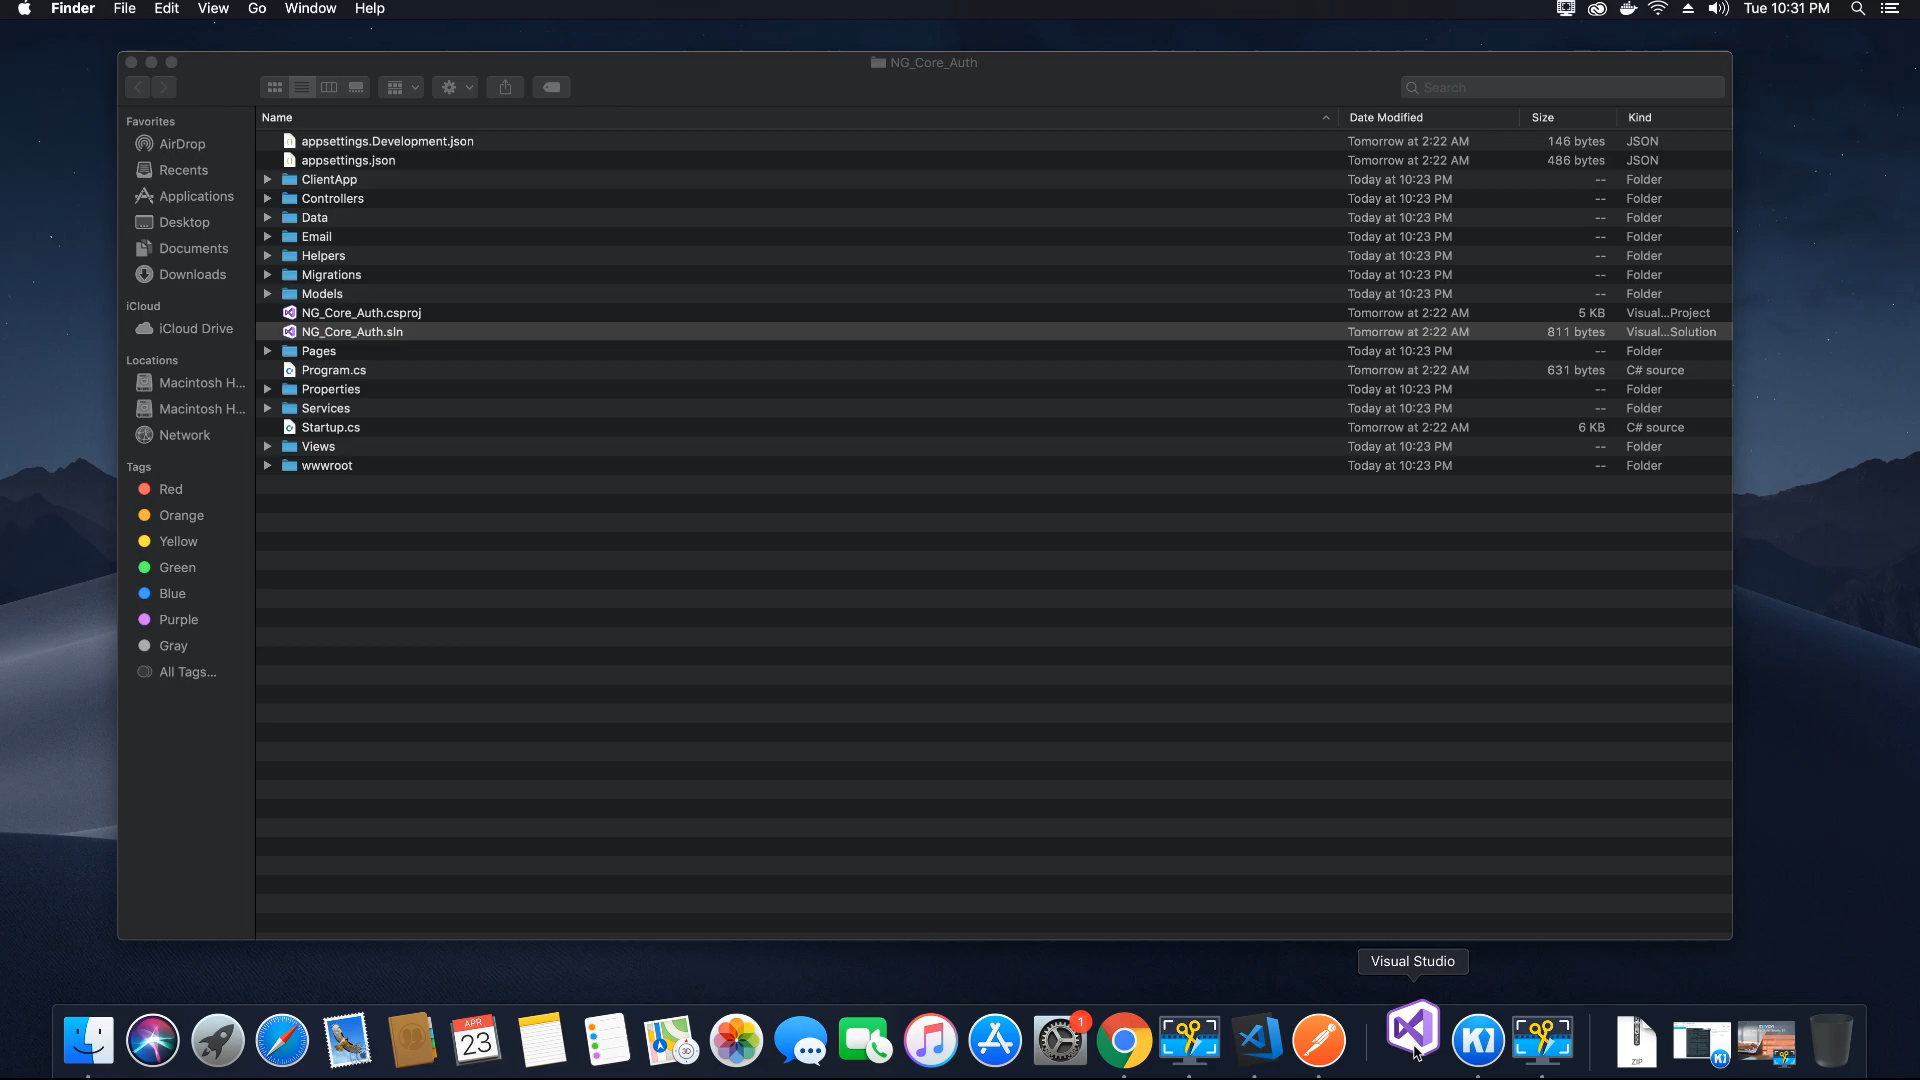 Finder File Edit View Go Window Help Tue 10:31 PM
NG_Core_Auth
Search
Name Date Modified Size Kind
Favorites
AirDrop
Recents
Applications
Desktop
Documents
Downloads
iCloud
iCloud Drive
Locations
Macintosh H...
Macintosh H...
Network
Tags
Red
Orange
Yellow
Green
Blue
Purple
Gray
All Tags...
appsettings.Development.json Tomorrow at 2:22 AM 146 bytes JSON
appsettings.json Tomorrow at 2:22 AM 486 bytes JSON
ClientApp Today at 10:23 PM -- Folder
Controllers Today at 10:23 PM -- Folder
Data Today at 10:23 PM -- Folder
Email Today at 10:23 PM -- Folder
Helpers Today at 10:23 PM -- Folder
Migrations Today at 10:23 PM -- Folder
Models Today at 10:23 PM -- Folder
NG_Core_Auth.csproj Tomorrow at 2:22 AM 5 KB Visual...Project
NG_Core_Auth.sln Tomorrow at 2:22 AM 811 bytes Visual...Solution
Pages Today at 10:23 PM -- Folder
Program.cs Tomorrow at 2:22 AM 631 bytes C# source
Properties Today at 10:23 PM -- Folder
Services Today at 10:23 PM -- Folder
Startup.cs Tomorrow at 2:22 AM 6 KB C# source
Views Today at 10:23 PM -- Folder
wwwroot Today at 10:23 PM -- Folder
Visual Studio
APR
23
3D
1
K
ZIP